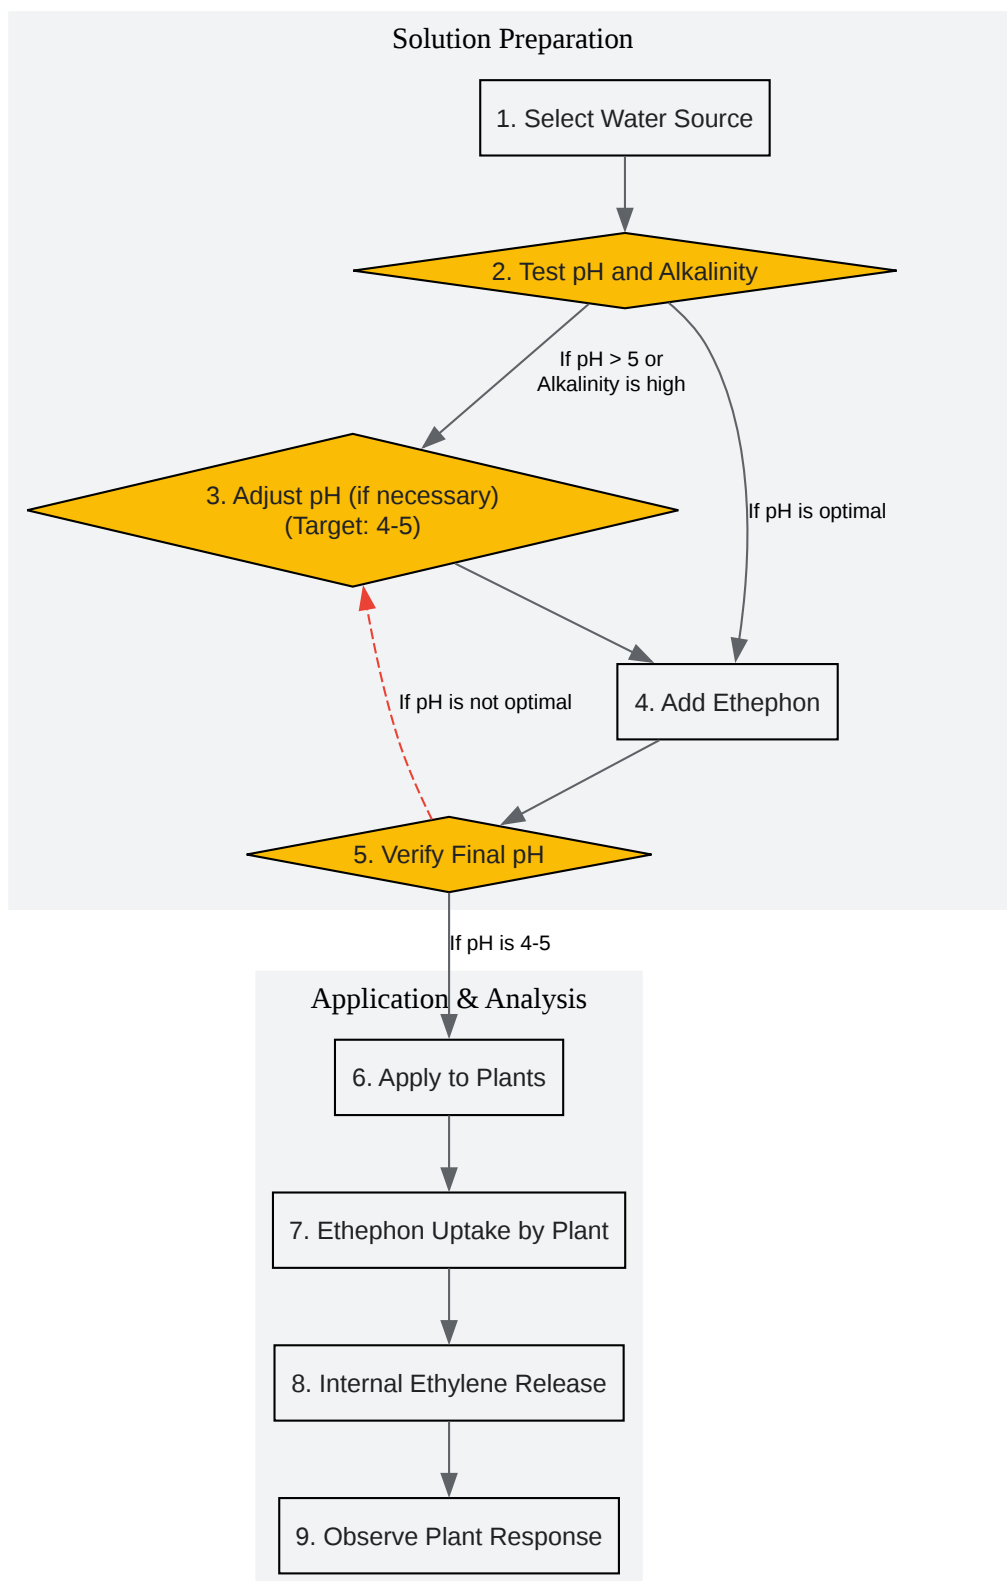 Solution Preparation
1. Select Water Source
2. Test pH and Alkalinity
If pH > 5 or
Alkalinity is high
3. Adjust pH (if necessary)
(Target: 4-5)
If pH is optimal
If pH is not optimal
4. Add Ethephon
5. Verify Final pH
If pH is 4-5
Application & Analysis
6. Apply to Plants
7. Ethephon Uptake by Plant
8. Internal Ethylene Release
9. Observe Plant Response